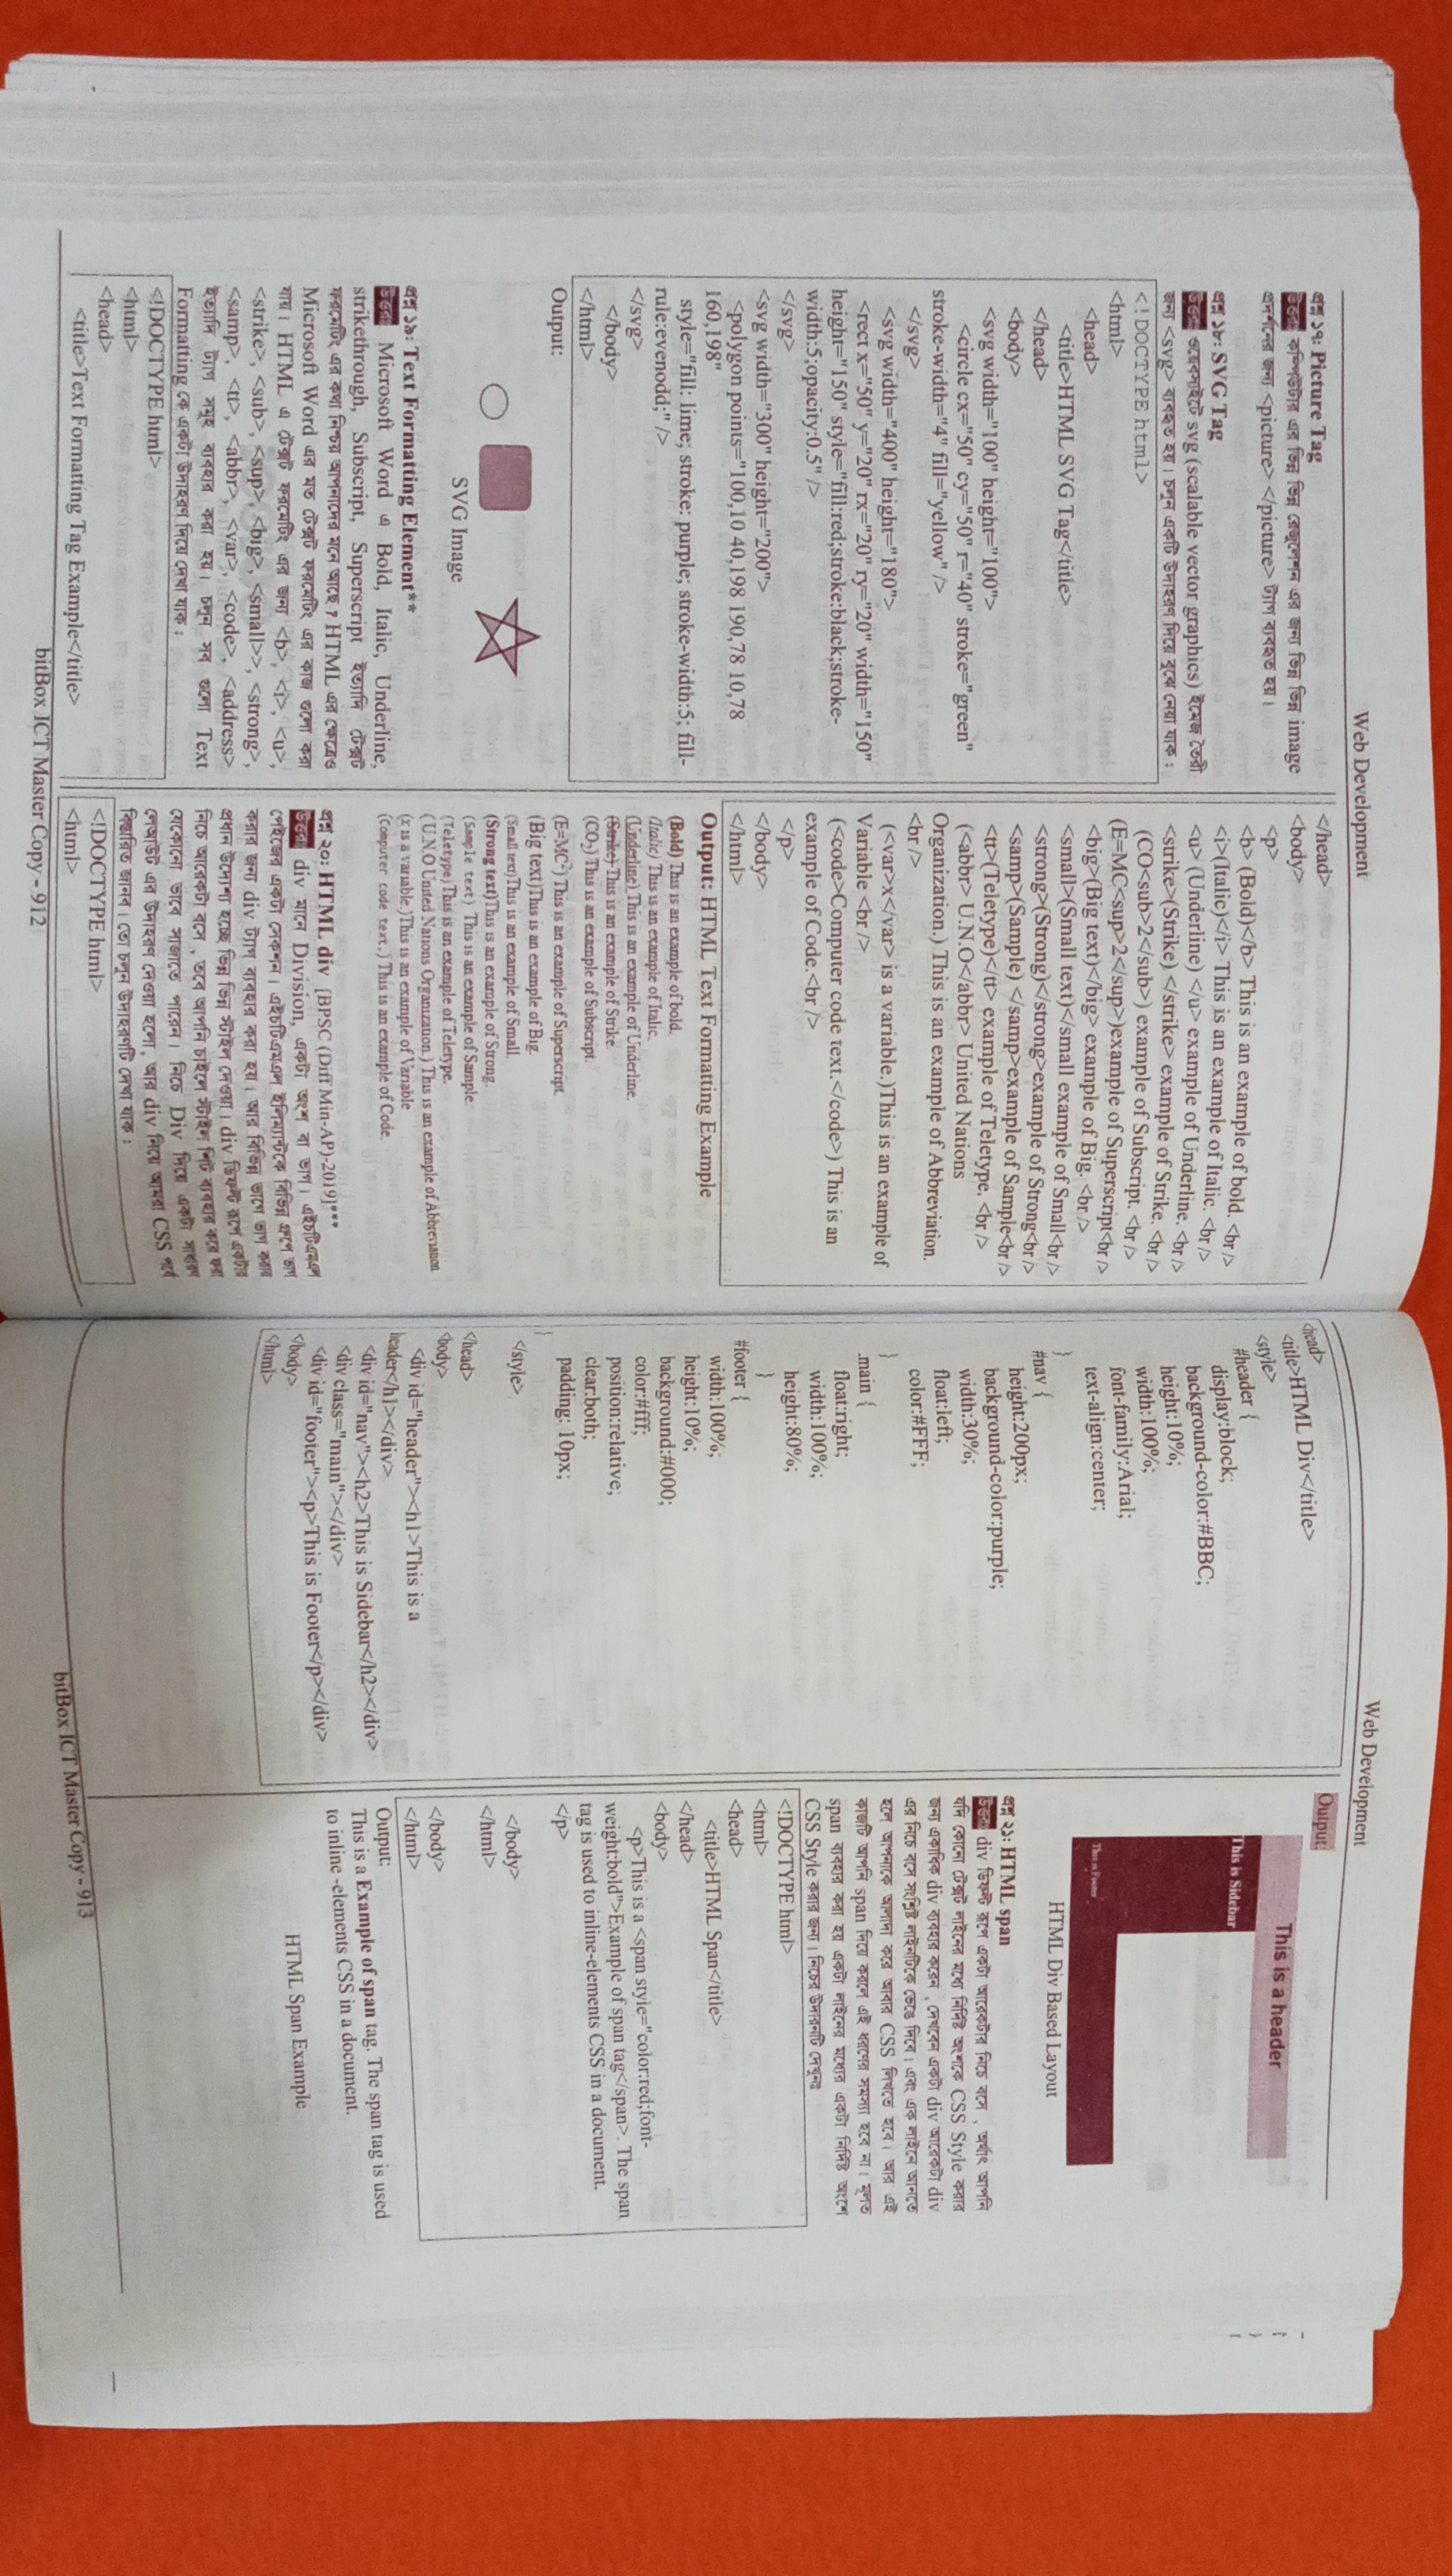 Web Development
প্রশ্ন ১৭: Picture Tag
উত্তরঃ কম্পিউটার এর ভিন্ন ভিন্ন রেজুলেশন এর জন্য ভিন্ন ভিন্ন image
প্রদর্শনের জন্য <picture> </picture> ট্যাগ ব্যবহৃত হয়।
প্রশ্ন ১৮: SVG Tag
উত্তরঃ ওয়েবসাইটে svg (scalable vector graphics) ইমেজ তৈরী
জন্য <svg> ব্যবহৃত হয়। চলুন একটি উদাহরণ দিয়ে বুঝে নেয়া যাক :
<!DOCTYPE html>
<html>
<head>
<title>HTML SVG Tag</title>
</head>
<body>
<svg width="100" height="100">
<circle cx="50" cy="50" r="40" stroke="green"
stroke-width="4" fill="yellow" />
</svg>
<svg width="400" height="180">
<rect x="50" y="20" rx="20" ry="20" width="150"
height="150" style="fill:red;stroke:black;stroke-
width:5;opacity:0.5" />
</svg>
<svg width="300" height="200">
<polygon points="100,10 40,198 190,78 10,78
160,198"
style="fill: lime; stroke: purple; stroke-width:5; fill-
rule:evenodd;" />
</svg>
</body>
</html>
Output:
SVG Image
প্রশ্ন ১৯: Text Formatting Element**
উত্তরঃ Microsoft Word এ Bold, Italic, Underline,
strikethrough, Subscript, Superscript ইত্যাদি টেক্সট
ফরমেটিং এর কথা নিশ্চয় আপনাদের মনে আছে ? HTML এর ক্ষেত্রেও
Microsoft Word এর মত টেক্সট ফরমেটিং এর কাজ গুলো করা
যায়। HTML এ টেক্সট ফরমেটিং এর জন্য <b>, <i>, <u>,
<strike>, <sub>, <sup>, <big>, <small>>, <strong>,
<samp>, <tt>, <abbr>, <var>, <code>, <address>
ইত্যাদি ট্যাগ সমূহ ব্যবহার করা হয়। চলুন সব গুলো Text
Formatting কে একটা উদাহরণ দিয়ে দেখা যাক :
<!DOCTYPE html>
<html>
<head>
<title>Text Formatting Tag Example</title>
</head>
<body>
<p>
<b> (Bold)</b> This is an example of bold. <br />
<i>(Italic)</i> This is an example of Italic. <br />
<u> (Underline) </u> example of Underline. <br />
<strike>(Strike) </strike> example of Strike. <br />
(CO<sub>2</sub>) example of Subscript. <br />
(E=MC<sup>2</sup>)example of Superscript<br />
<big>(Big text)</big> example of Big. <br />
<small>(Small text)</small example of Small<br />
<strong>(Strong)</strong>example of Strong<br />
<samp>(Sample) </samp>example of Sample<br />
<tt>(Teletype)</tt> example of Teletype. <br />
(<abbr> U.N.O</abbr> United Nations
Organization.) This is an example of Abbreviation.
<br />
(<var>x</var> is a variable.)This is an example of
Variable <br />
(<code>Computer code text.</code>) This is an
example of Code.<br />
</p>
</body>
</html>
Output: HTML Text Formatting Example
(Bold) This is an example of bold.
(Italic) This is an example of Italic.
(Underline) This is an example of Underline.
(Strike) This is an example of Strike.
(CO₂) This is an example of Subscript.
(E=MC²) This is an example of Superscript.
(Big text)This is an example of Big.
(Small text)This is an example of Small.
(Strong text)This is an example of Strong.
(Sample text) This is an example of Sample.
(Teletype)This is an example of Teletype.
( U.N.O United Nations Organization.) This is an example of Abbreviation
(x is a variable.)This is an example of Variable
(Computer code text.) This is an example of Code.
প্রশ্ন ২০: HTML div [BPSC (Diff Min-AP)-2019]***
উত্তরঃ div মানে Division, একটা অংশ বা ভাগ। এইচটিএমএল
পেইজের একটা সেকশন। এইচটিএমএল ইলিম্যান্টকে বিভিন্ন গ্রুপে ভাগ
করার জন্য div ট্যাগ ব্যবহার করা হয়। আর বিভিন্ন ভাগে ভাগ করার
প্রধান উদ্যেশ্য হচ্ছে ভিন্ন ভিন্ন স্টাইল দেওয়া। div ডিফল্ট রূপে একটার
নিচে আরেকটা বসে , তবে আপনি চাইলে স্টাইল শিট ব্যবহার করে
যেকোনো ভাবে সাজাতে পারেন। নিচে Div দিয়ে একটা সাধারণ
লেআউট এর উদাহরণ দেওয়া হলো, আর div নিয়ে আমরা CSS পর্বে
বিস্তারিত জানব। তো চলুন উদাহরণটি দেখা যাক :
<!DOCTYPE html>
<html>
bitBox ICT Master Copy - 912
Web Development
<head>
<title>HTML Div</title>
<style>
#header {
display:block;
background-color:#BBC;
height:10%;
width:100%;
font-family:Arial;
text-align:center;
}
#nav {
height:200px;
background-color:purple;
width:30%;
float:left;
color:#FFF;
}
.main {
float:right;
width:100%;
height:80%;
}
#footer {
width:100%;
height:10%;
background:#000;
color:#fff;
position:relative;
clear:both;
padding: 10px;
}
</style>
</head>
<body>
<div id="header"><h1>This is a
header</h1></div>
<div id="nav"><h2>This is Sidebar</h2></div>
<div class="main"></div>
<div id="footer"><p>This is Footer</p></div>
</body>
</html>
Output:
This is a header
This is Sidebar
This is Footer
HTML Div Based Layout
প্রশ্ন ২১: HTML span
উত্তরঃ div ডিফল্ট রূপে একটা আরেকটার নিচে বসে , অর্থাৎ আপনি
যদি কোনো টেক্সট লাইনের মধ্যে নির্দিষ্ট অংশকে CSS Style করার
জন্য একাধিক div ব্যবহার করেন , দেখবেন একটা div আরেকটা div
এর নিচে বসে সংশ্লিষ্ট লাইনটিকে ভেঙে দিবে। এবং এক লাইনে আনতে
হলে আপনাকে আলাদা করে আবার CSS লিখতে হবে। আর এই
কাজটি আপনি span দিয়ে করলে এই ধরণের সমস্যা হবে না। মূলত
span ব্যবহার করা হয় একটা লাইনের মধ্যের একটা নির্দিষ্ট অংশে
CSS Style করার জন্য। নিচের উদারনটি দেখুনঃ
<!DOCTYPE html>
<html>
<head>
<title>HTML Span</title>
</head>
<body>
<p>This is a <span style="color:red;font-
weight:bold">Example of span tag</span>. The span
tag is used to inline-elements CSS in a document.
</p>
</body>
</html>
</body>
</html>
Output:
This is a Example of span tag. The span tag is used
to inline -elements CSS in a document.
HTML Span Example
bitBox ICT Master Copy - 913